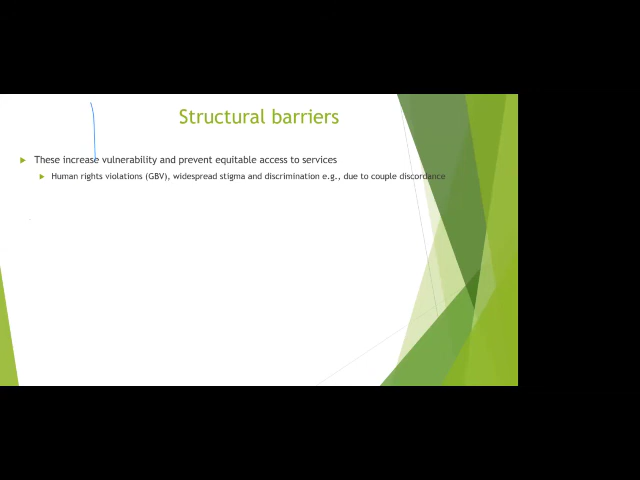 Structural barriers
These increase vulnerability and prevent equitable access to services
Human rights violations (GBV), widespread stigma and discrimination e.g., due to couple discordance